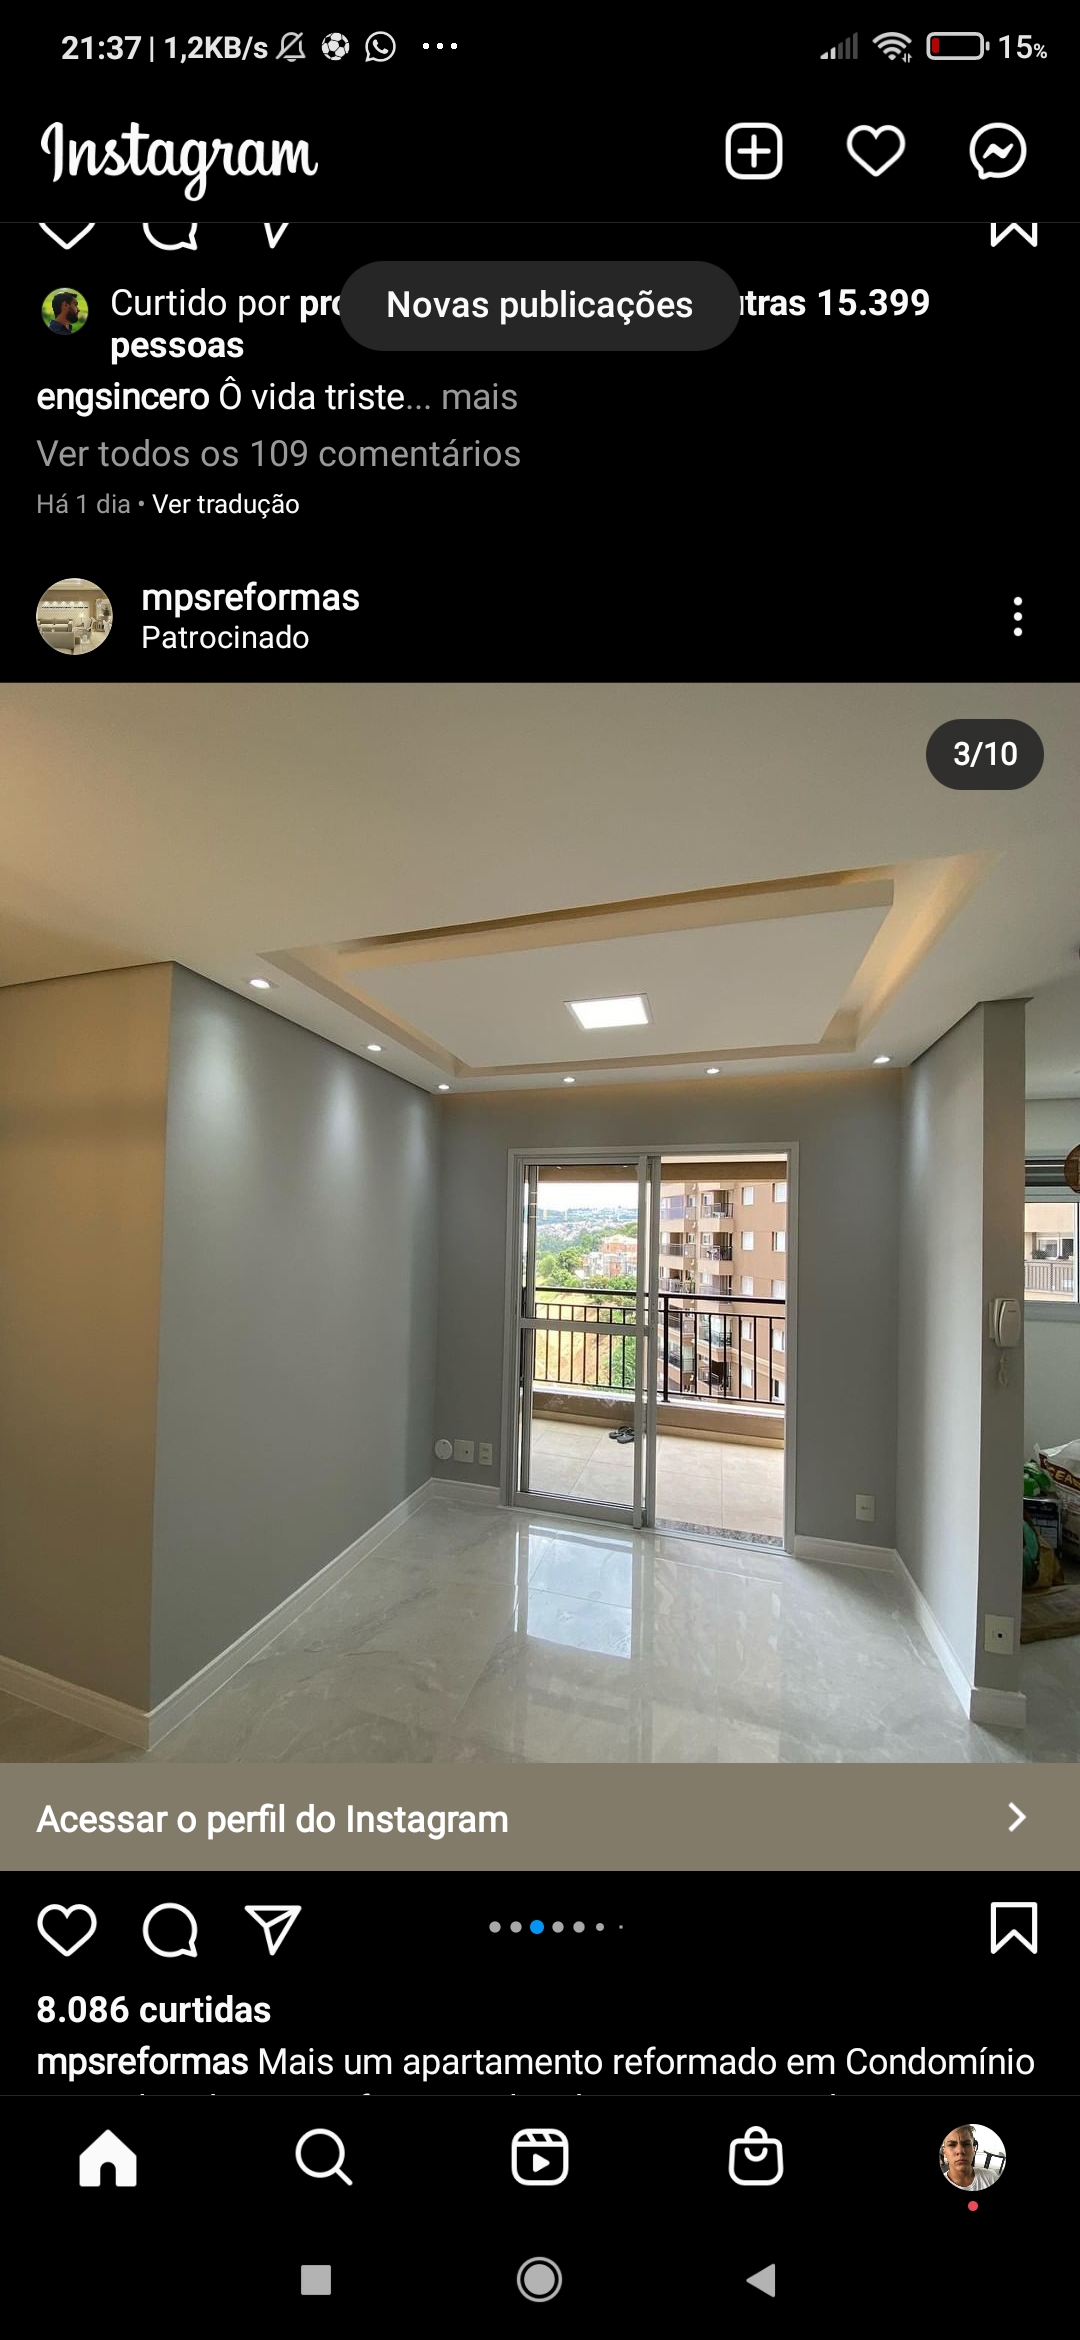 21:37 | 1,2KB/s
15%
Instagram
Curtido por
utras 15.399
pessoas
Novas publicações
engsincero Ô vida triste... mais
Ver todos os 109 comentários
Há 1 dia • Ver tradução
mpsreformas
Patrocinado
3/10
Acessar o perfil do Instagram
8.086 curtidas
mpsreformas Mais um apartamento reformado em Condomínio